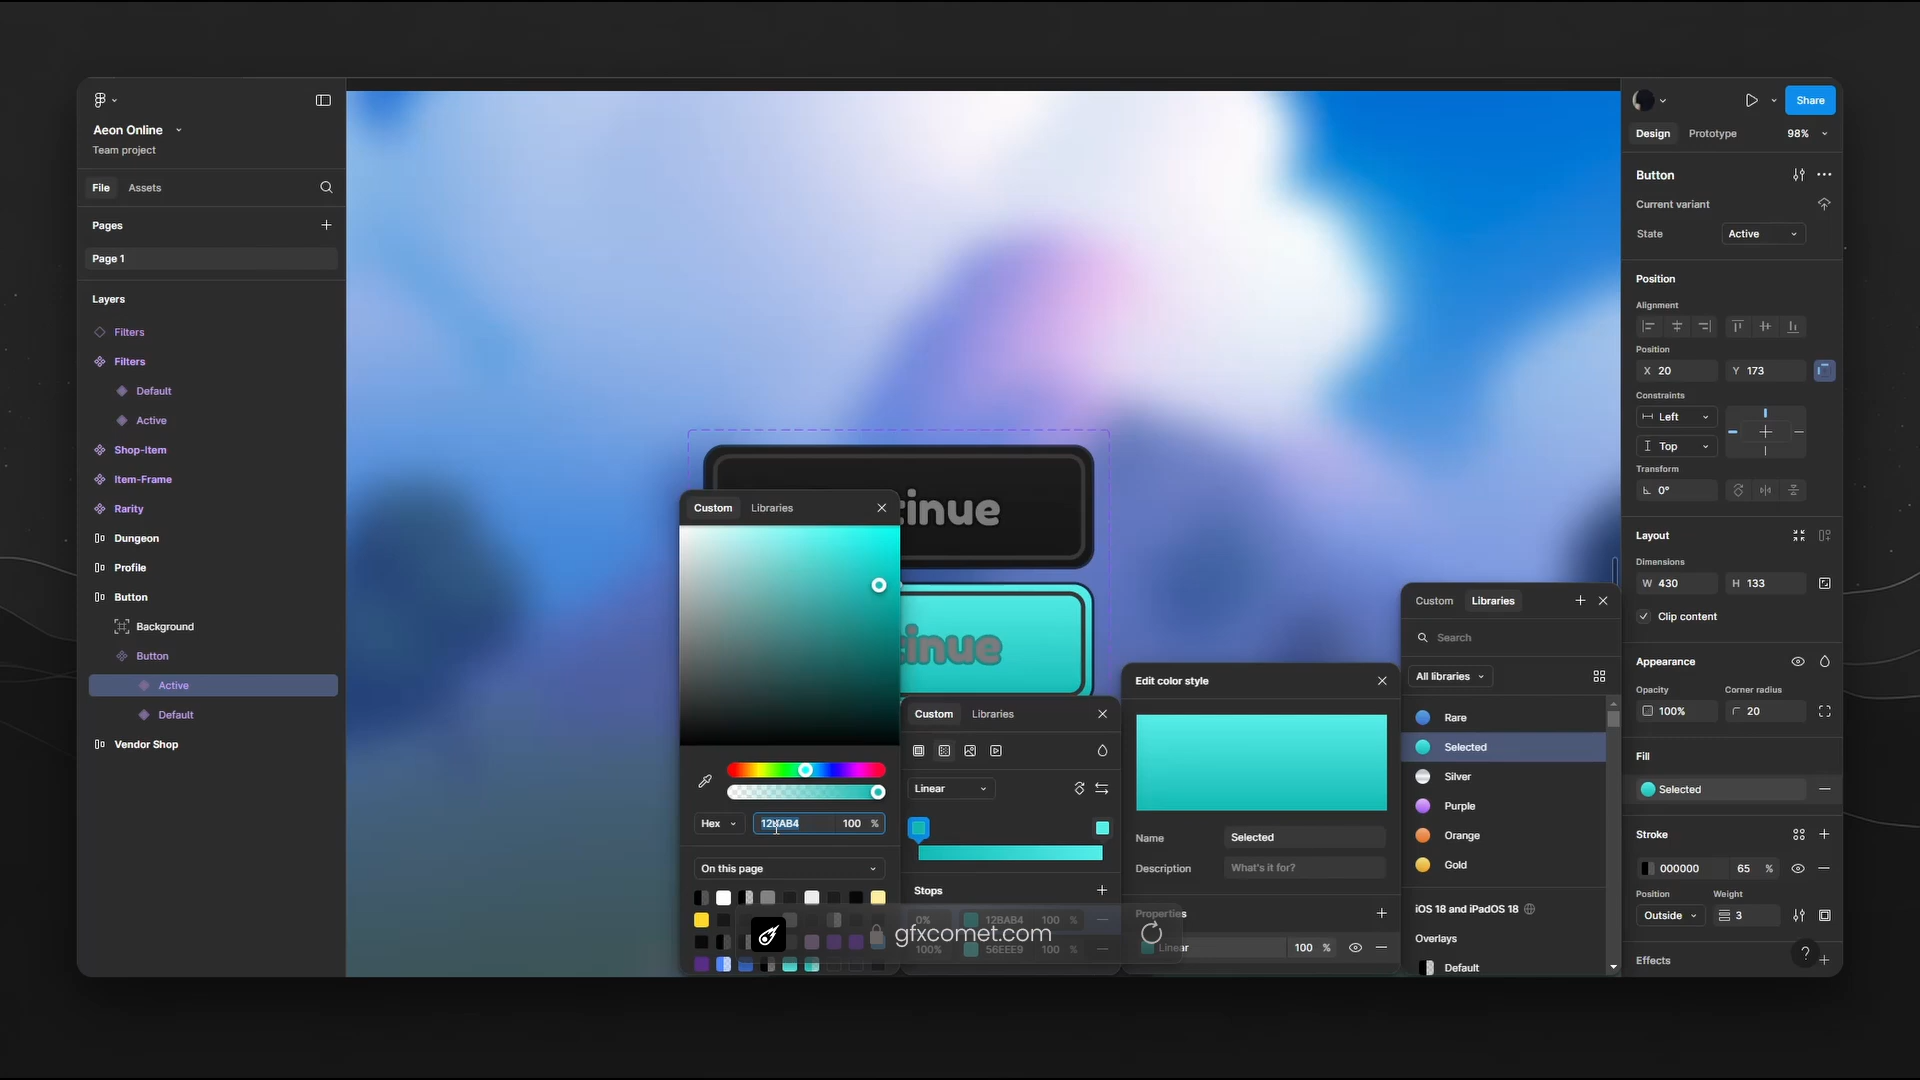 Aeon Online
Team project
File
Assets
Pages
Page 1
Layers
Filters
Filters
Default
Active
Shop-Item
Item-Frame
Rarity
Dungeon
Profile
Button
Background
Button
Active
Default
Vendor Shop
tinue
tinue
Custom
Libraries
Hex
12BAB4
100
%
On this page
Custom
Libraries
Linear
Stops
0%
12BAB4
100
%
100%
56EEE9
100
%
gfxcomet.com
Edit color style
Name
Selected
Description
What's it for?
Properties
Linear
100
%
Custom
Libraries
Search
All libraries
Rare
Selected
Silver
Purple
Orange
Gold
iOS 18 and iPadOS 18
Overlays
Default
Share
Design
Prototype
98%
Button
Current variant
State
Active
Position
Alignment
Position
X 20
Y 173
Constraints
Left
Top
Transform
0°
Layout
Dimensions
W 430
H 133
Clip content
Appearance
Opacity
Corner radius
100%
20
Fill
Selected
Stroke
000000
65
%
Position
Weight
Outside
3
Effects
?